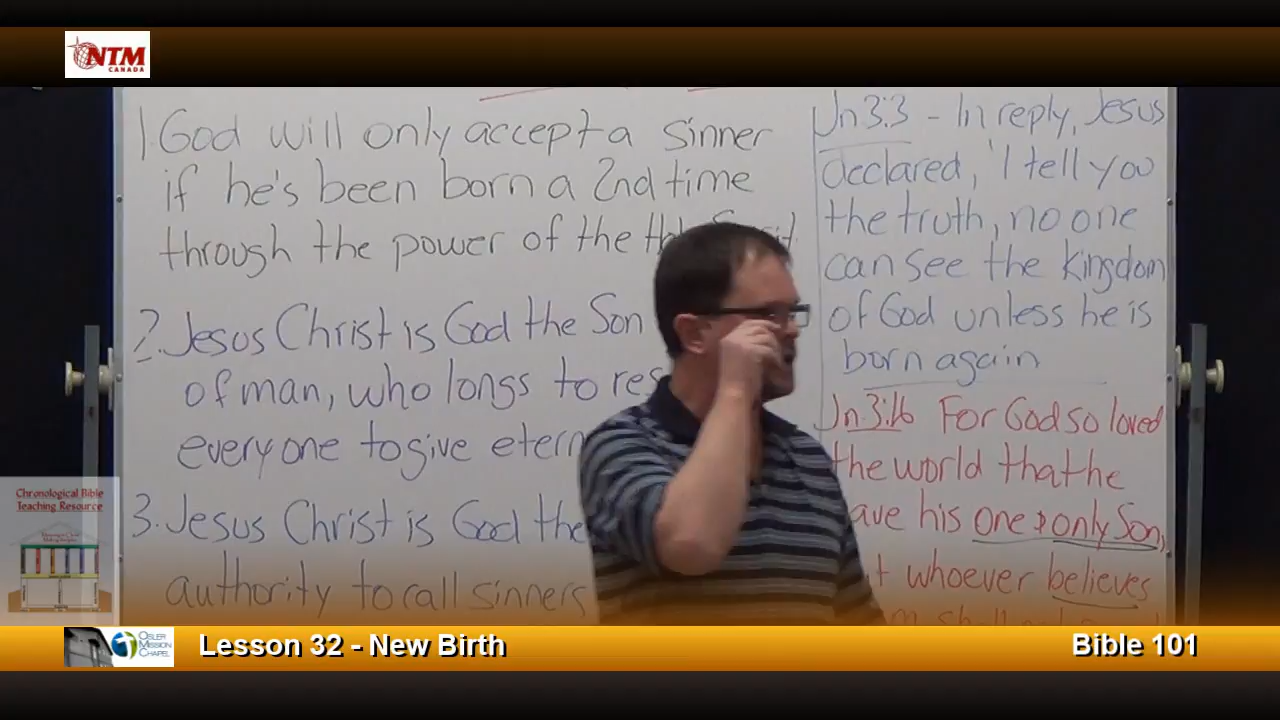 NTM
CANADA
1. God will only accept a sinner
if he's been born a 2nd time
through the power of the
2. Jesus Christ is God the Son
of man, who longs to res
everyone to give etern
3. Jesus Christ is God the
authority to call sinners
Jn 3:3 - In reply, Jesus
declared, 'I tell you
the truth, no one
can see the kingdom
of God unless he is
born again
Jn 3:16 For God so loved
the world that he
ave his one & only Son,
whoever believes
Chronological Bible
Teaching Resource
OSLER
MISSION
CHAPEL
Lesson 32 - New Birth
Bible 101